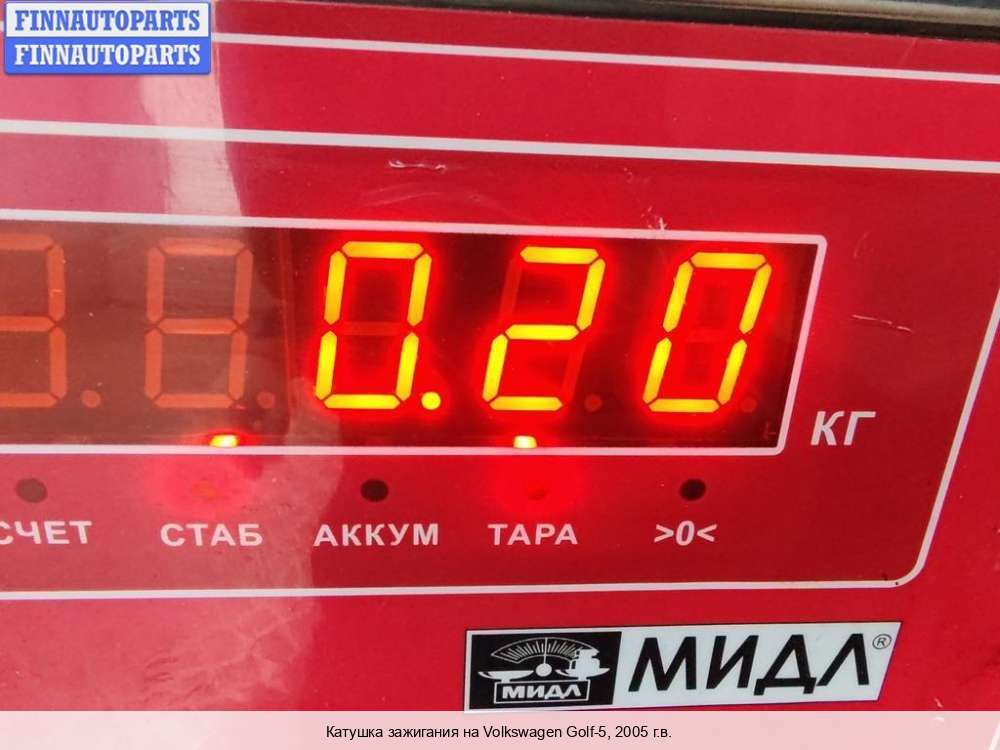 FINNAUTOPARTS
FINNAUTOPARTS
0.20
КГ
СЧЕТ СТАБ АККУМ ТАРА >0<
МИДЛ МИДЛ®
Катушка зажигания на Volkswagen Golf-5, 2005 г.в.